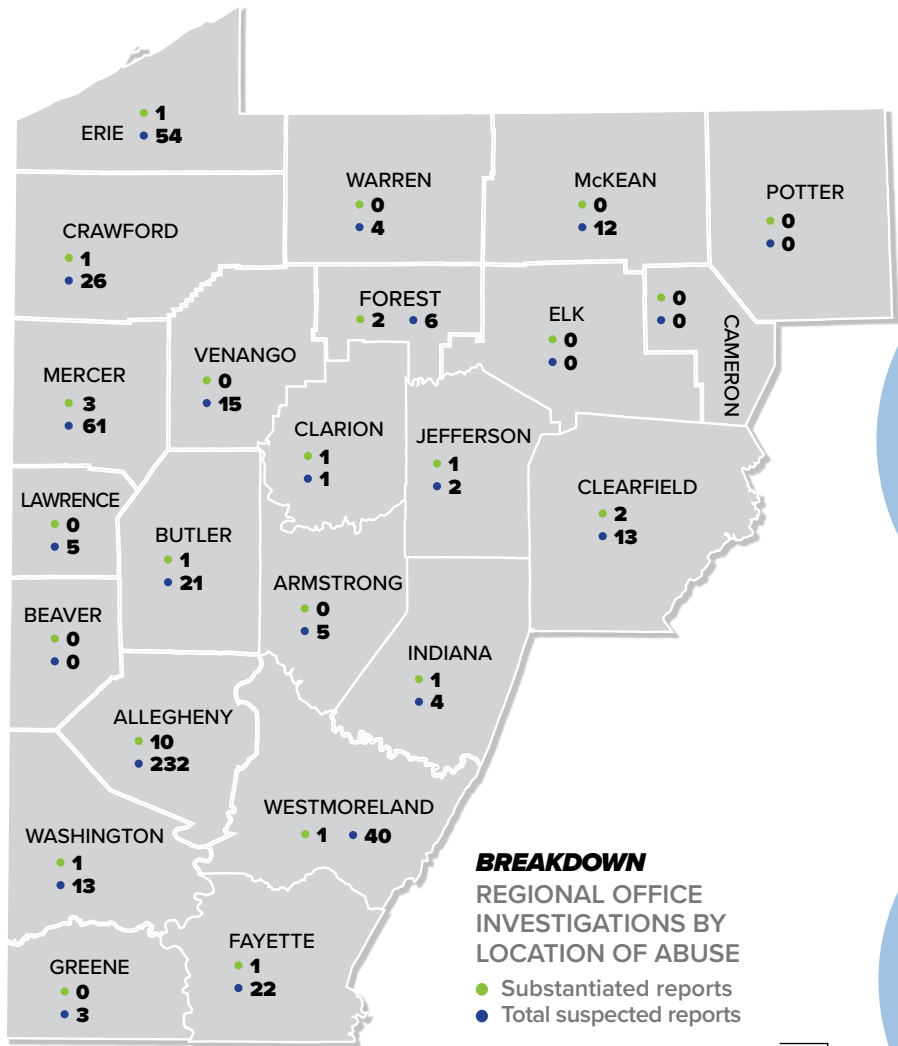 ERIE
1
54
WARREN
0
4
McKEAN
0
12
POTTER
0
0
CRAWFORD
1
26
FOREST
2 6
ELK
0
0
0
0
CAMERON
VENANGO
0
15
MERCER
3
61
CLARION
1
1
JEFFERSON
1
2
CLEARFIELD
2
13
LAWRENCE
0
5
BUTLER
1
21
ARMSTRONG
0
5
BEAVER
0
0
INDIANA
1
4
ALLEGHENY
10
232
WESTMORELAND
1 40
WASHINGTON
1
13
FAYETTE
1
22
GREENE
0
3
BREAKDOWN
REGIONAL OFFICE
INVESTIGATIONS BY
LOCATION OF ABUSE
Substantiated reports
Total suspected reports